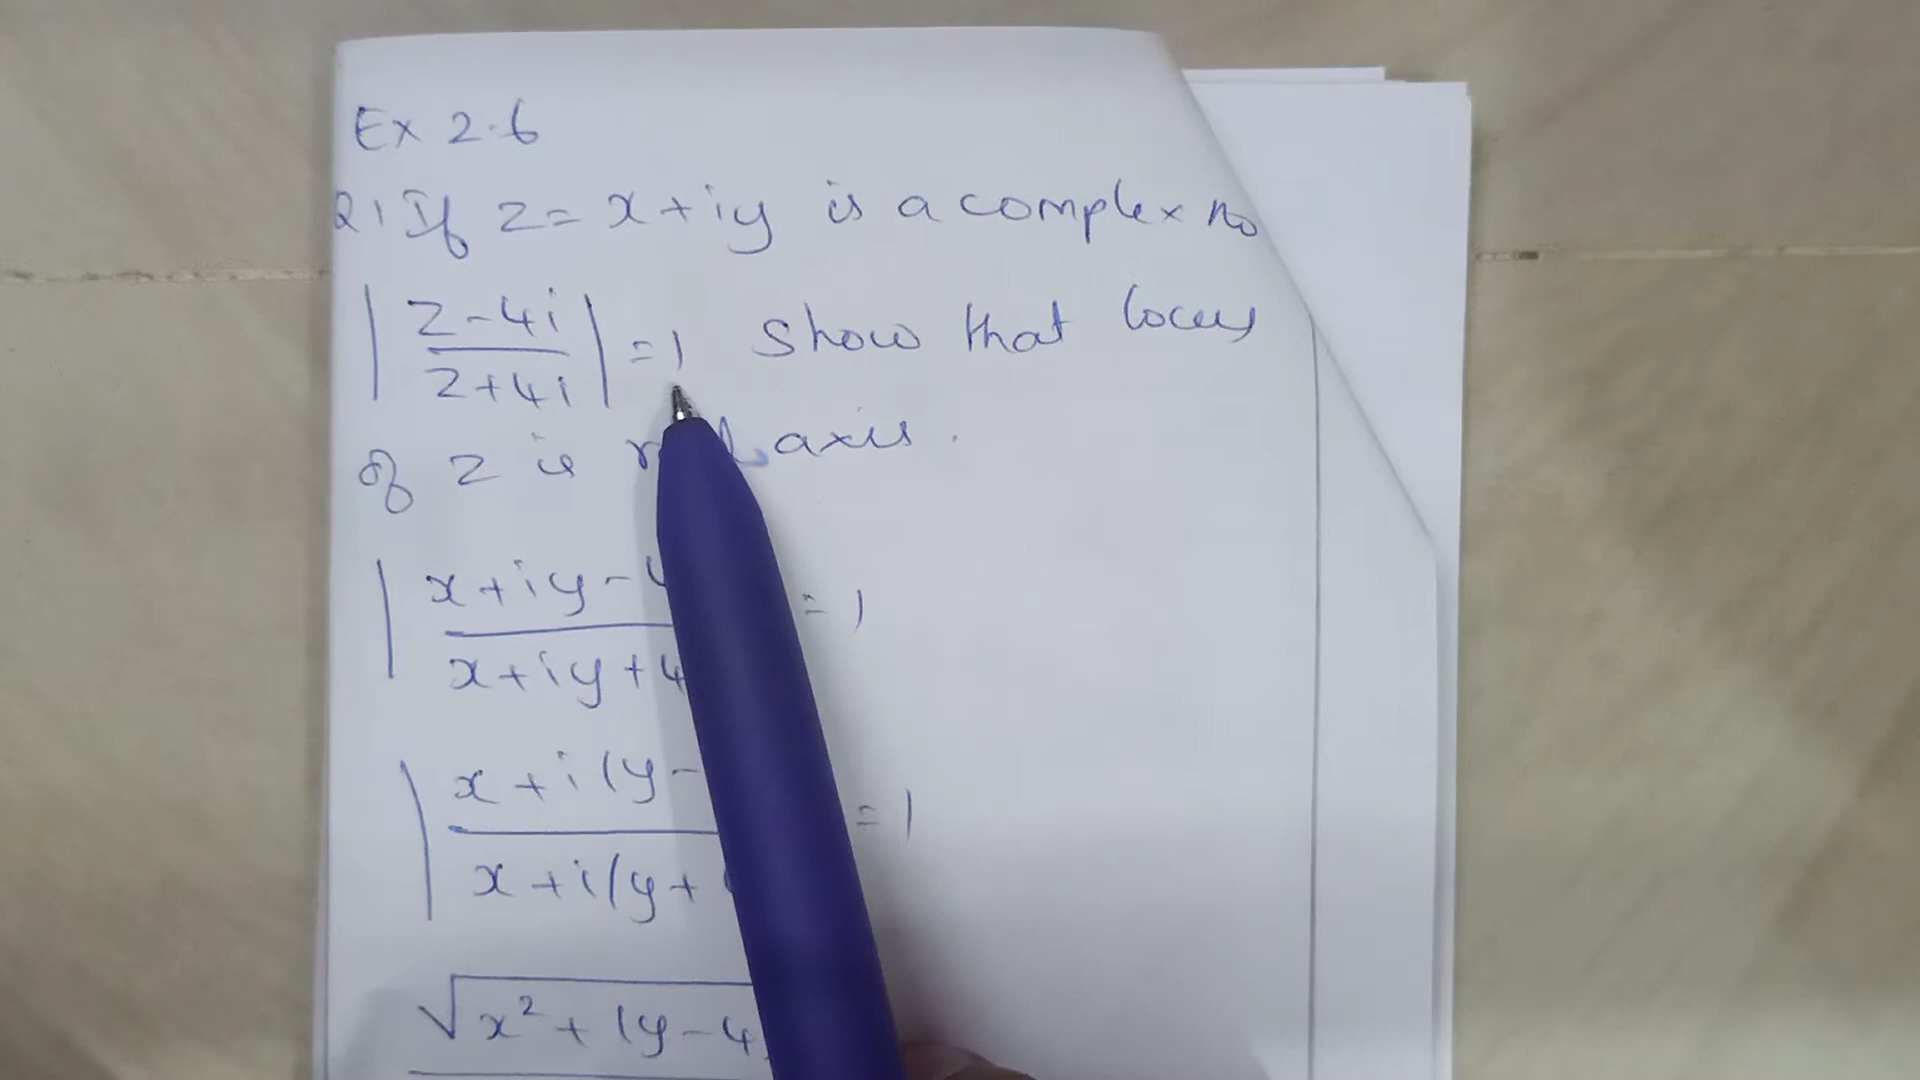 Ex 2.6
Q1 If z = x+iy is a complex no
| z-4i / z+4i | = 1 show that locus
of z is axis.
| x+iy- / x+iy+4 = 1
| x+i(y- / x+i(y+ = 1
√x²+(y-4